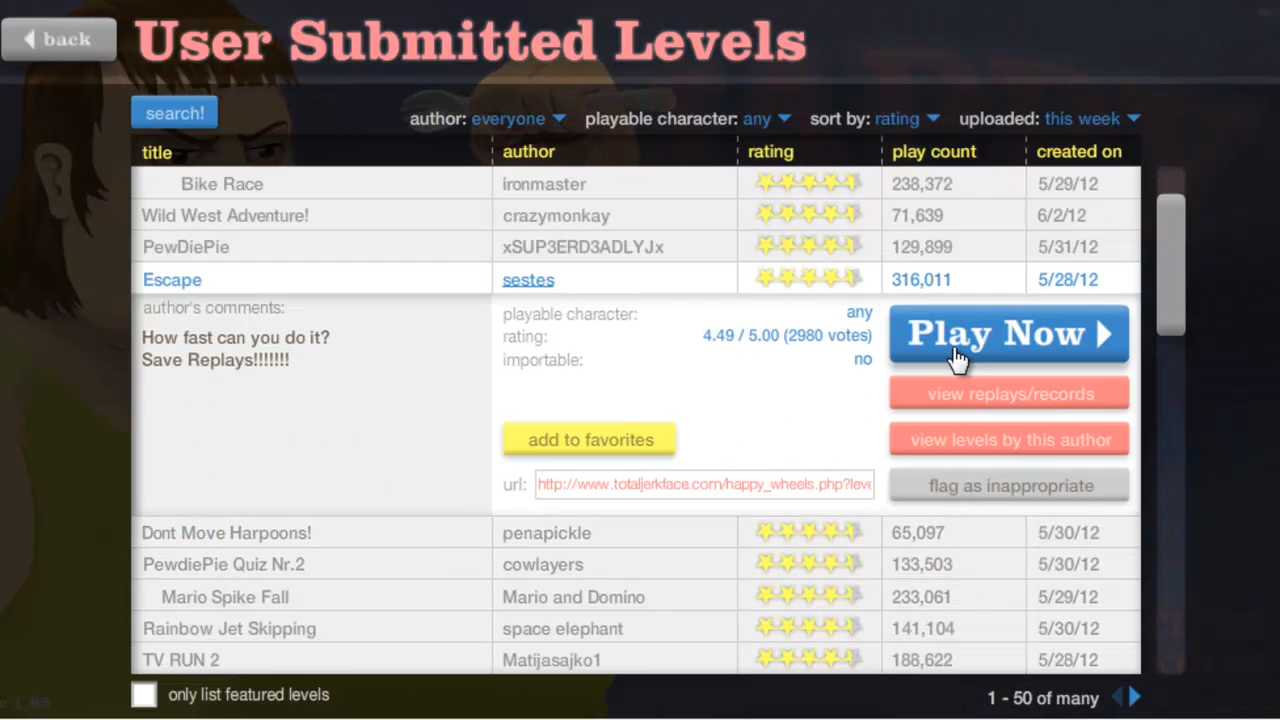 back
User Submitted Levels
search!
author: everyone playable character: any sort by: rating uploaded: this week
title author rating play count created on
Bike Race ironmaster 238,372 5/29/12
Wild West Adventure! crazymonkay 71,639 6/2/12
PewDiePie xSUP3ERD3ADLYJx 129,899 5/31/12
Escape sestes 316,011 5/28/12
author's comments:
How fast can you do it?
Save Replays!!!!!!!
playable character: any
rating: 4.49 / 5.00 (2980 votes)
importable: no
add to favorites
url: http://www.totaljerkface.com/happy_wheels.php?leve
Play Now
view replays/records
view levels by this author
flag as inappropriate
Dont Move Harpoons! penapickle 65,097 5/30/12
PewdiePie Quiz Nr.2 cowlayers 133,503 5/30/12
Mario Spike Fall Mario and Domino 233,061 5/29/12
Rainbow Jet Skipping space elephant 141,104 5/30/12
TV RUN 2 Matijasajko1 188,622 5/28/12
only list featured levels
1 - 50 of many